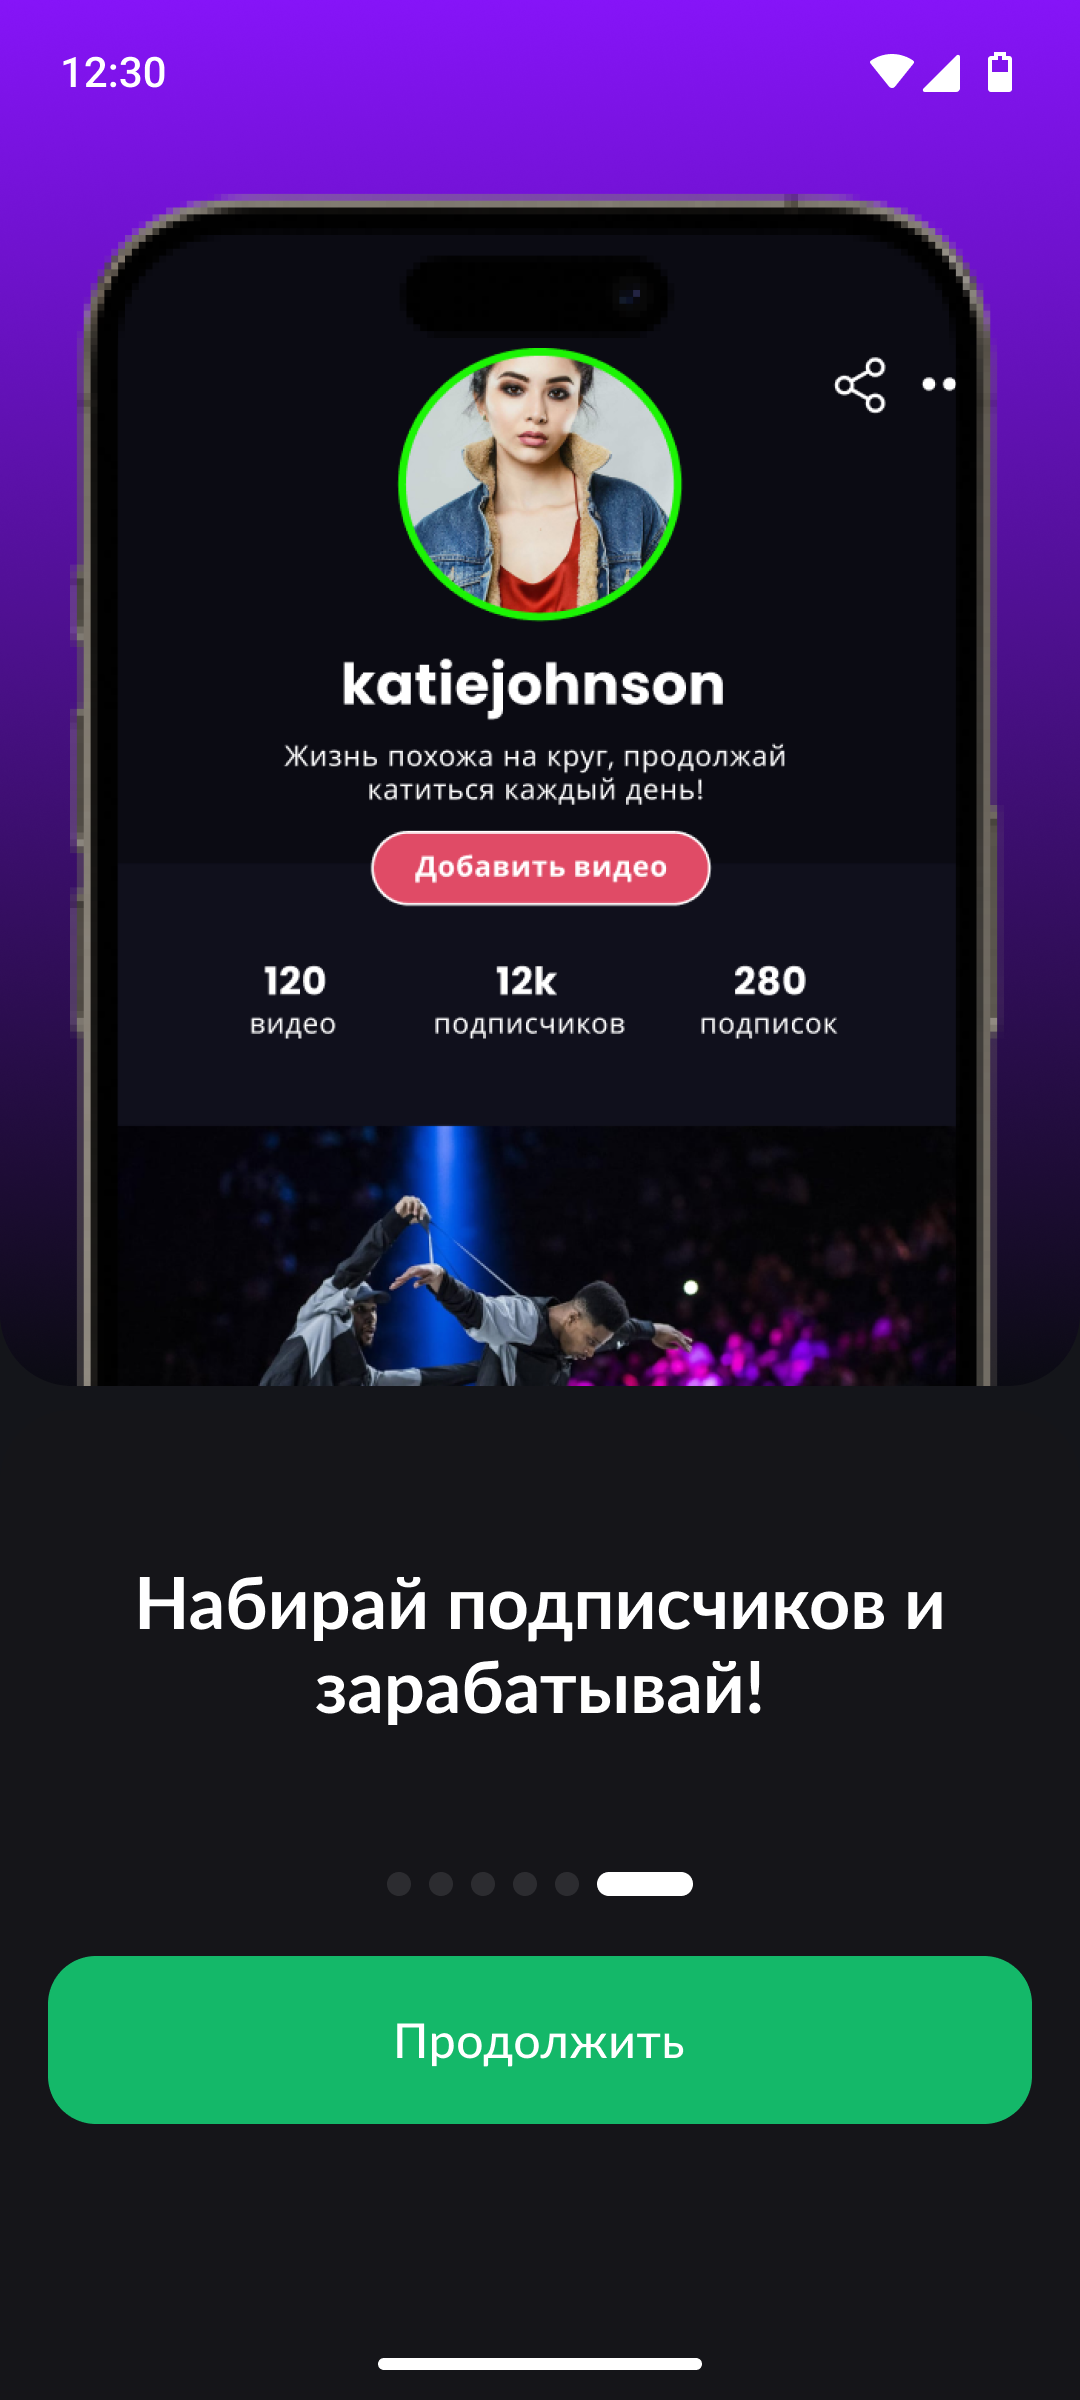 12:30
katiejohnson
Жизнь похожа на круг, продолжай
катиться каждый день!
Добавить видео
120 12k 280
видео подписчиков подписок
Набирай подписчиков и
зарабатывай!
Продолжить